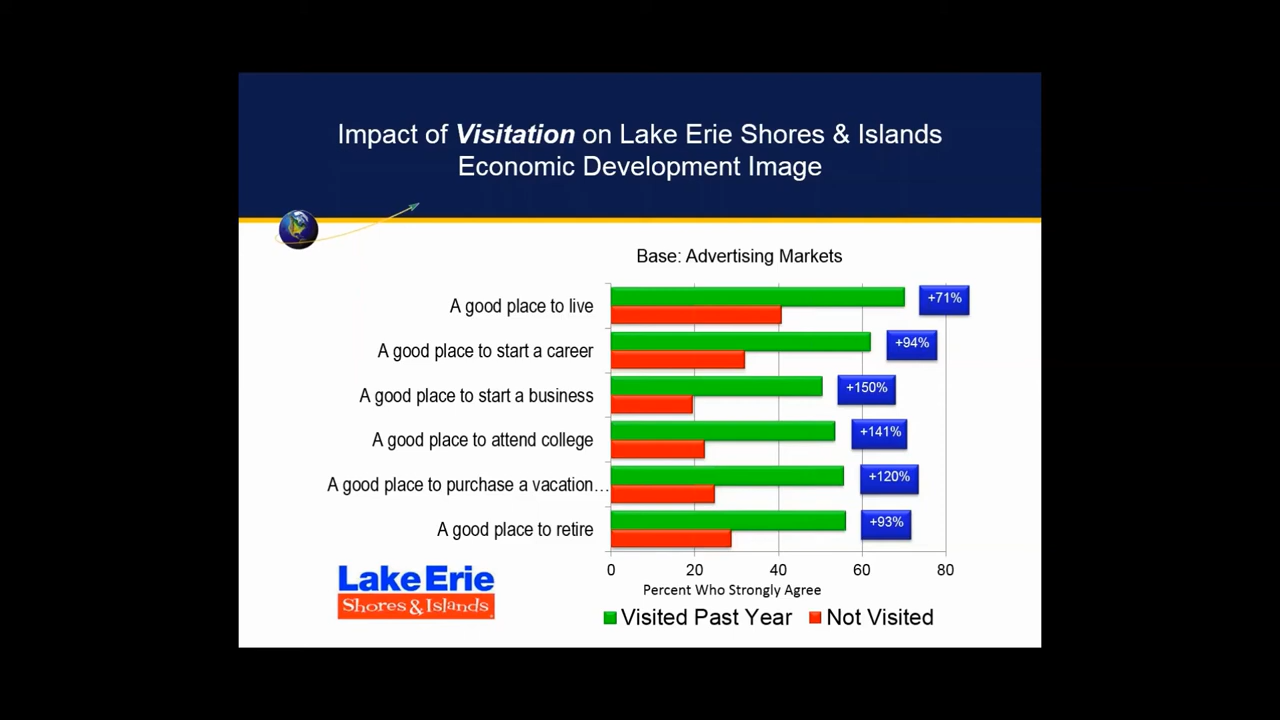 Impact of Visitation on Lake Erie Shores & Islands
Economic Development Image
Base: Advertising Markets
A good place to live
+71%
A good place to start a career
+94%
A good place to start a business
+150%
A good place to attend college
+141%
A good place to purchase a vacation…
+120%
A good place to retire
+93%
0 20 40 60 80
Percent Who Strongly Agree
Visited Past Year Not Visited
Lake Erie
Shores & Islands